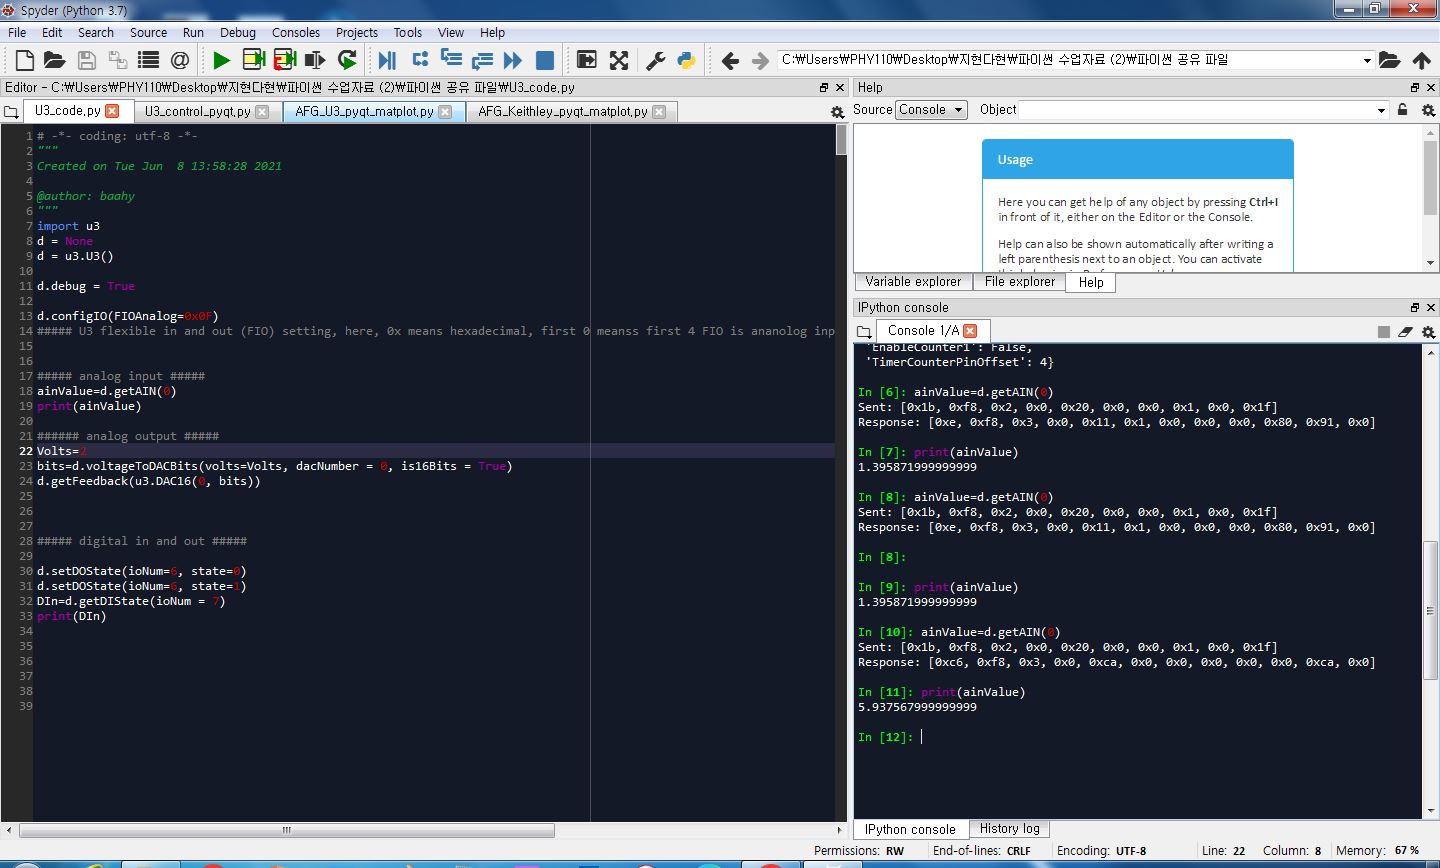 Spyder (Python 3.7)
File Edit Search Source Run Debug Consoles Projects Tools View Help
C:₩Users₩PHY110₩Desktop₩지현다현₩파이썬 수업자료 (2)₩파이썬 공유 파일
Editor - C:₩Users₩PHY110₩Desktop₩지현다현₩파이썬 수업자료 (2)₩파이썬 공유 파일₩U3_code.py
U3_code.py U3_control_pyqt.py AFG_U3_pyqt_matplot.py AFG_Keithley_pyqt_matplot.py
1 # -*- coding: utf-8 -*-
2 """
3 Created on Tue Jun  8 13:58:28 2021
4
5 @author: baahy
6 """
7 import u3
8 d = None
9 d = u3.U3()
10
11 d.debug = True
12
13 d.configIO(FIOAnalog=0x0F)
14 ##### U3 flexible in and out (FIO) setting, here, 0x means hexadecimal, first 0 meanss first 4 FIO is ananolog inp
15
16
17 ##### analog input #####
18 ainValue=d.getAIN(0)
19 print(ainValue)
20
21 ###### analog output #####
22 Volts=2
23 bits=d.voltageToDACBits(volts=Volts, dacNumber = 0, is16Bits = True)
24 d.getFeedback(u3.DAC16(0, bits))
25
26
27
28 ##### digital in and out #####
29
30 d.setDOState(ioNum=6, state=0)
31 d.setDOState(ioNum=6, state=1)
32 DIn=d.getDIState(ioNum = 7)
33 print(DIn)
34
35
36
37
38
39
Help
Source Console Object
Usage
Here you can get help of any object by pressing Ctrl+I
in front of it, either on the Editor or the Console.
Help can also be shown automatically after writing a
left parenthesis next to an object. You can activate
Variable explorer File explorer Help
IPython console
Console 1/A
'EnableCounter1': False,
'TimerCounterPinOffset': 4}
In [6]: ainValue=d.getAIN(0)
Sent: [0x1b, 0xf8, 0x2, 0x0, 0x20, 0x0, 0x0, 0x1, 0x0, 0x1f]
Response: [0xe, 0xf8, 0x3, 0x0, 0x11, 0x1, 0x0, 0x0, 0x0, 0x80, 0x91, 0x0]
In [7]: print(ainValue)
1.395871999999999
In [8]: ainValue=d.getAIN(0)
Sent: [0x1b, 0xf8, 0x2, 0x0, 0x20, 0x0, 0x0, 0x1, 0x0, 0x1f]
Response: [0xe, 0xf8, 0x3, 0x0, 0x11, 0x1, 0x0, 0x0, 0x0, 0x80, 0x91, 0x0]
In [8]:
In [9]: print(ainValue)
1.395871999999999
In [10]: ainValue=d.getAIN(0)
Sent: [0x1b, 0xf8, 0x2, 0x0, 0x20, 0x0, 0x0, 0x1, 0x0, 0x1f]
Response: [0xc6, 0xf8, 0x3, 0x0, 0xca, 0x0, 0x0, 0x0, 0x0, 0x0, 0xca, 0x0]
In [11]: print(ainValue)
5.937567999999999
In [12]:
IPython console History log
Permissions: RW End-of-lines: CRLF Encoding: UTF-8 Line: 22 Column: 8 Memory: 67 %